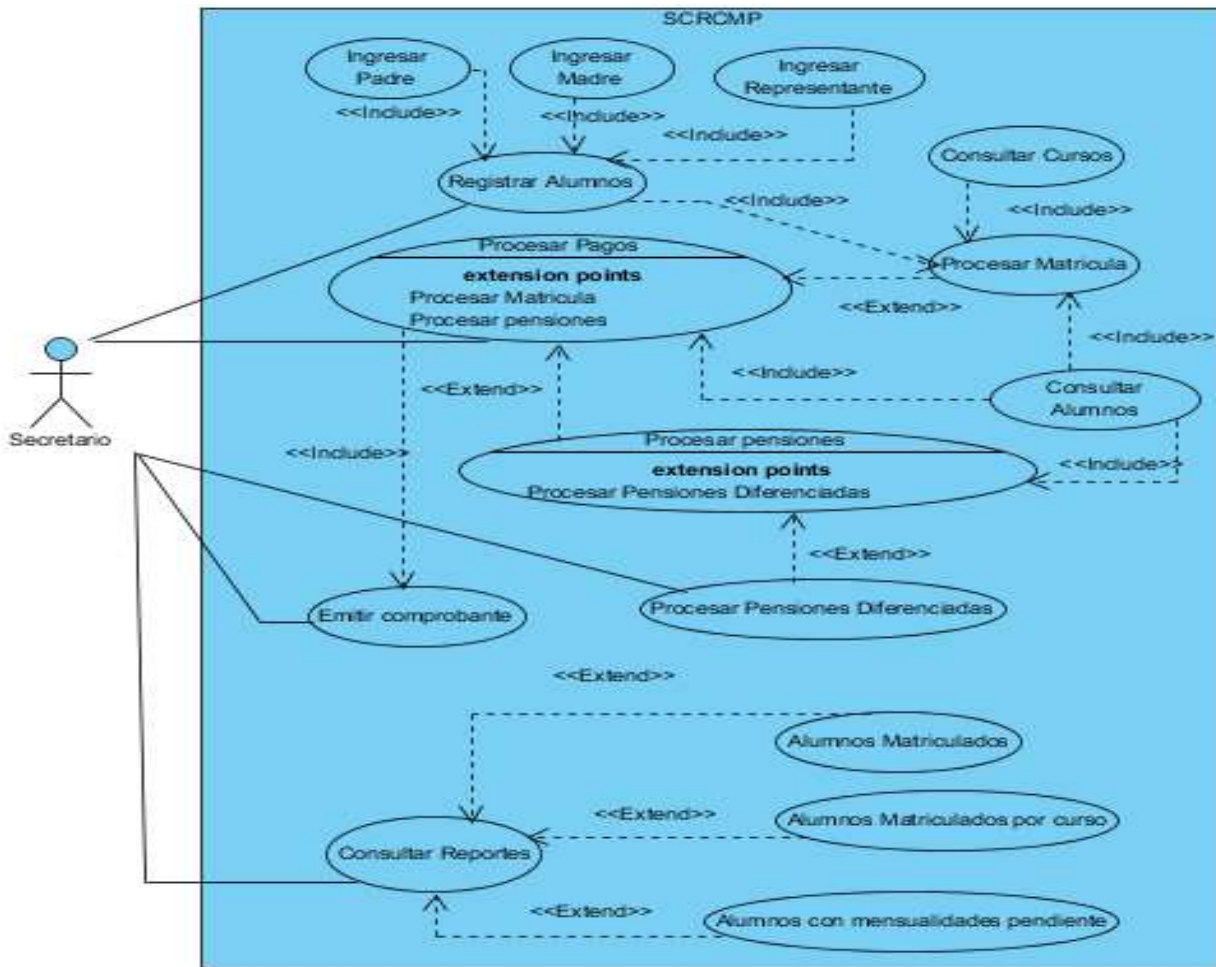 SCRCMP
Ingresar
Padre
Ingresar
Madre
Ingresar
Representante
<<Include>>
<<Include>>
<<Include>>
Consultar Cursos
Registrar Alumnos
<<Include>>
<<Include>>
Procesar Pagos
extension points
Procesar Matricula
Procesar pensiones
Procesar Matricula
<<Extend>>
<<Include>>
<<Include>>
<<Extend>>
Consultar
Alumnos
Secretario
<<Include>>
Procesar pensiones
extension points
Procesar Pensiones Diferenciadas
<<Include>>
<<Extend>>
Emitir comprobante
Procesar Pensiones Diferenciadas
<<Extend>>
Alumnos Matriculados
<<Extend>>
Alumnos Matriculados por curso
Consultar Reportes
<<Extend>>
Alumnos con mensualidades pendiente